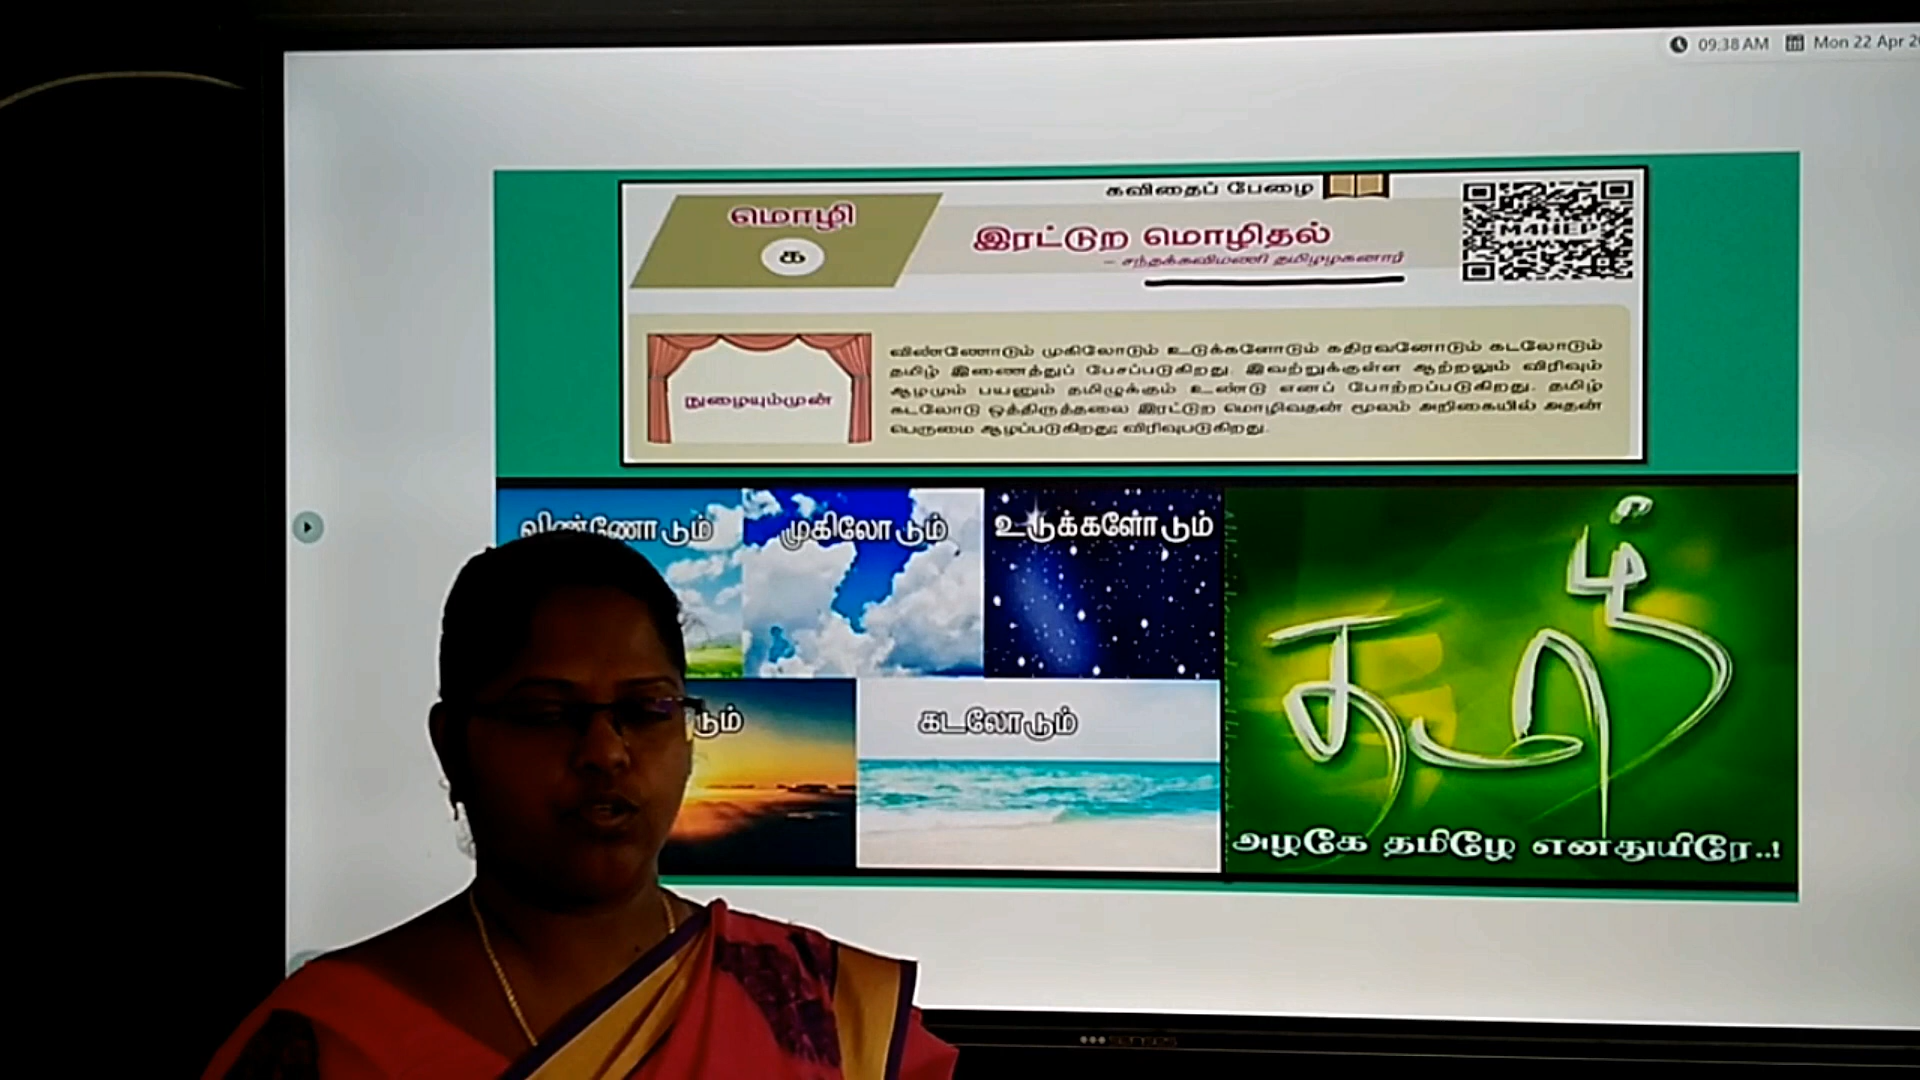 09:38 AM Mon 22 Apr
கவிதைப் பேழை
மொழி
க
இரட்டுற மொழிதல்
– சந்தக்கவிமணி தமிழழகனார்
M4HEP
நுழையும்முன்
விண்ணோடும் முகிலோடும் உடுக்களோடும் கதிரவனோடும் கடலோடும்
தமிழ் இணைத்துப் பேசப்படுகிறது. இவற்றுக்குள்ள ஆற்றலும் விரிவும்
ஆழமும் பயனும் தமிழுக்கும் உண்டு எனப் போற்றப்படுகிறது. தமிழ்
கடலோடு ஒத்திருத்தலை இரட்டுற மொழிவதன் மூலம் அறிகையில் அதன்
பெருமை ஆழப்படுகிறது; விரிவுபடுகிறது.
விண்ணோடும்
முகிலோடும்
உடுக்களோடும்
டும்
கடலோடும்
தமிழ்
அழகே தமிழே எனதுயிரே..!